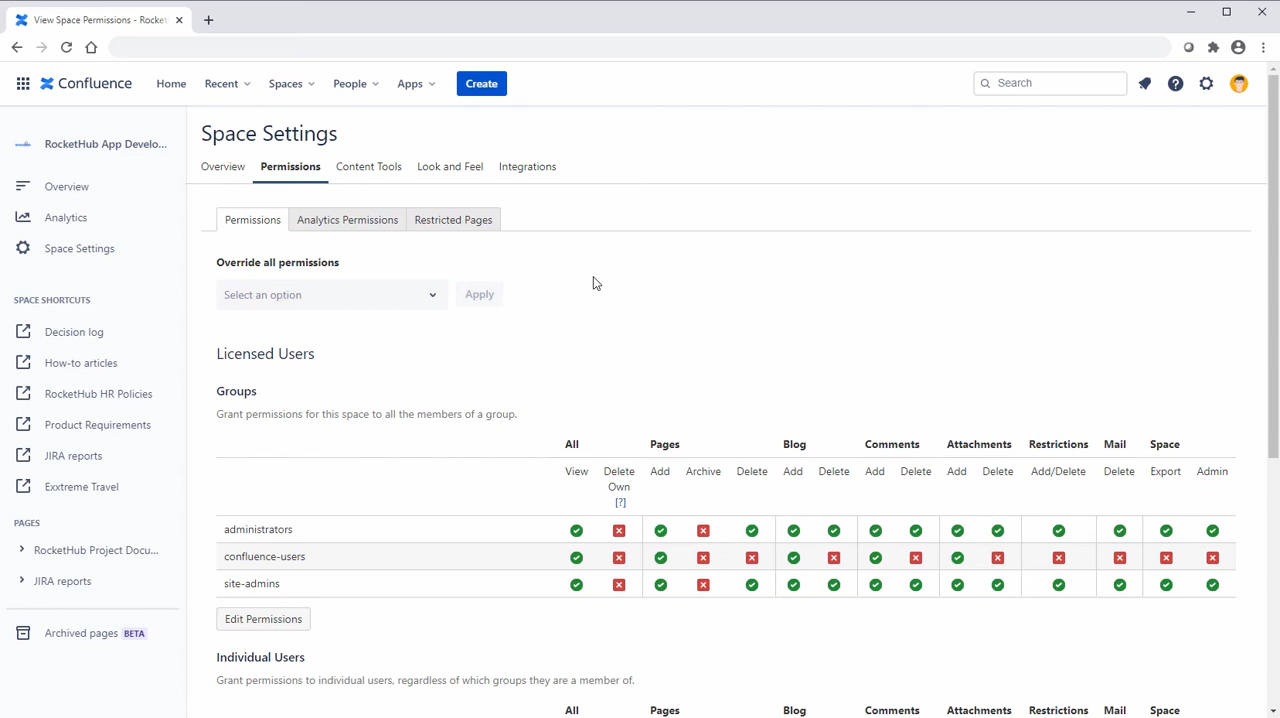 View Space Permissions - Rocket
Confluence
Home
Recent
Spaces
People
Apps
Create
Search
RocketHub App Develo...
Overview
Analytics
Space Settings
SPACE SHORTCUTS
Decision log
How-to articles
RocketHub HR Policies
Product Requirements
JIRA reports
Exxtreme Travel
PAGES
RocketHub Project Docu...
JIRA reports
Archived pages BETA
Space Settings
Overview Permissions Content Tools Look and Feel Integrations
Permissions Analytics Permissions Restricted Pages
Override all permissions
Select an option Apply
Licensed Users
Groups
Grant permissions for this space to all the members of a group.
All Pages Blog Comments Attachments Restrictions Mail Space
View Delete Own [?] Add Archive Delete Add Delete Add Delete Add Delete Add/Delete Delete Export Admin
administrators
confluence-users
site-admins
Edit Permissions
Individual Users
Grant permissions to individual users, regardless of which groups they are a member of.
All Pages Blog Comments Attachments Restrictions Mail Space